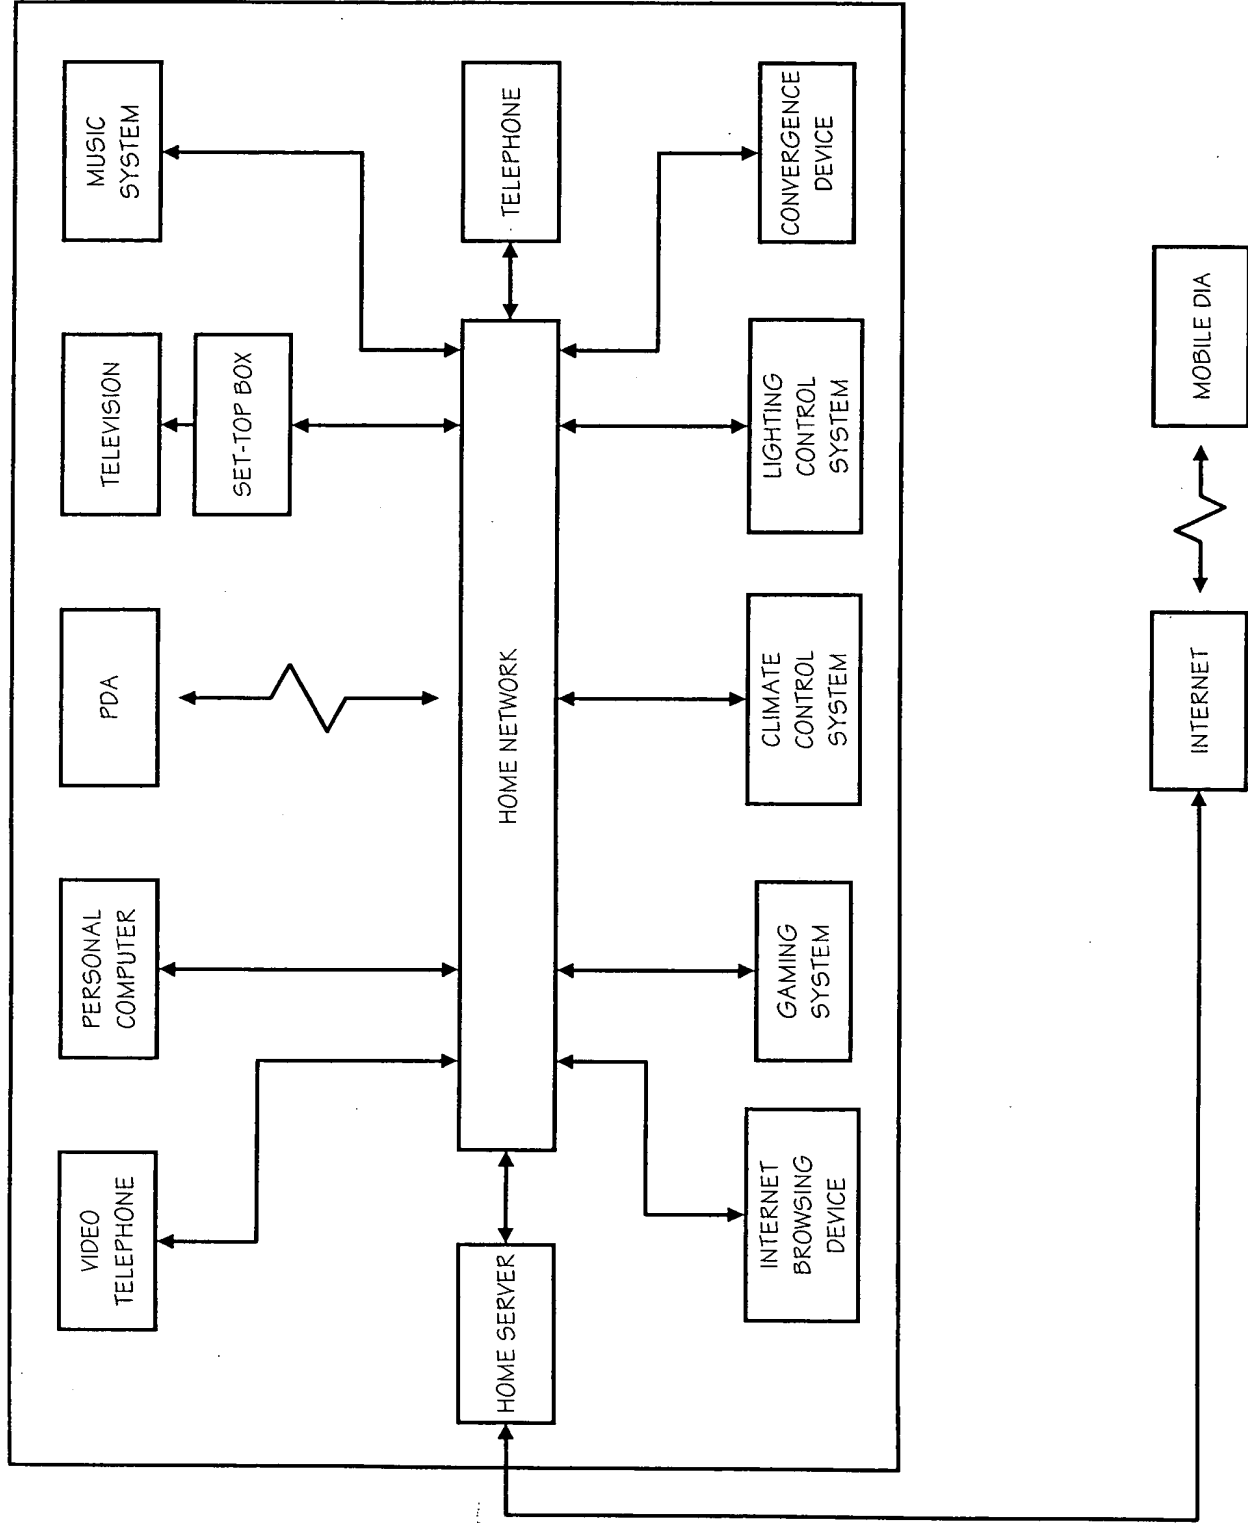 VIDEO
TELEPHONE
PERSONAL
COMPUTER
PDA
TELEVISION
SET-TOP BOX
MUSIC
SYSTEM
HOME SERVER
HOME NETWORK
TELEPHONE
INTERNET
BROWSING
DEVICE
GAMING
SYSTEM
CLIMATE
CONTROL
SYSTEM
LIGHTING
CONTROL
SYSTEM
CONVERGENCE
DEVICE
INTERNET
MOBILE DIA